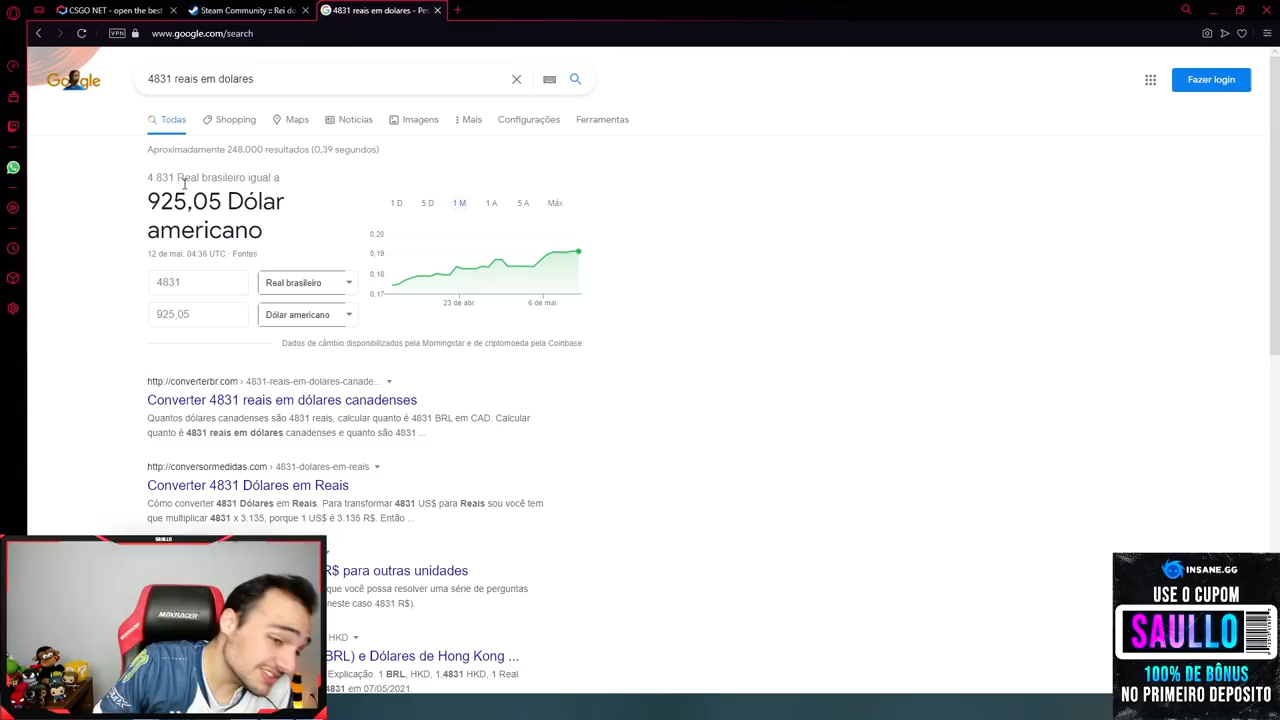 CSGO NET - open the best
Steam Community :: Rei do
4831 reais em dolares - Pe
VPN
www.google.com/search
Google
4831 reais em dolares
Fazer login
Todas
Shopping
Maps
Notícias
Imagens
Mais
Configurações
Ferramentas
Aproximadamente 248.000 resultados (0,39 segundos)
4.831 Real brasileiro igual a
925,05 Dólar
americano
12 de mai. 04:36 UTC · Fontes
4831
Real brasileiro
925,05
Dólar americano
1 D
5 D
1 M
1 A
5 A
Máx
0,20
0,19
0,18
0,17
23 de abr.
6 de mai.
Dados de câmbio disponibilizados pela Morningstar e de criptomoeda pela Coinbase
http://converterbr.com › 4831-reais-em-dolares-canade...
Converter 4831 reais em dólares canadenses
Quantos dólares canadenses são 4831 reais, calcular quanto é 4831 BRL em CAD. Calcular
quanto é 4831 reais em dólares canadenses e quanto são 4831 ...
http://conversormedidas.com › 4831-dolares-em-reais
Converter 4831 Dólares em Reais
Cómo converter 4831 Dólares em Reais. Para transformar 4831 US$ para Reais sou você tem
que multiplicar 4831 x 3.135, porque 1 US$ é 3.135 R$. Então ...
R$ para outras unidades
que você possa resolver uma série de perguntas
neste caso 4831 R$).
HKD
BRL) e Dólares de Hong Kong ...
Explicação. 1 BRL, HKD, 1,4831 HKD, 1 Real
4831 em 07/05/2021.
SAULLO
MAXRACER
INSANE.GG
USE O CUPOM
SAULLO
100% DE BÔNUS
NO PRIMEIRO DEPOSITO